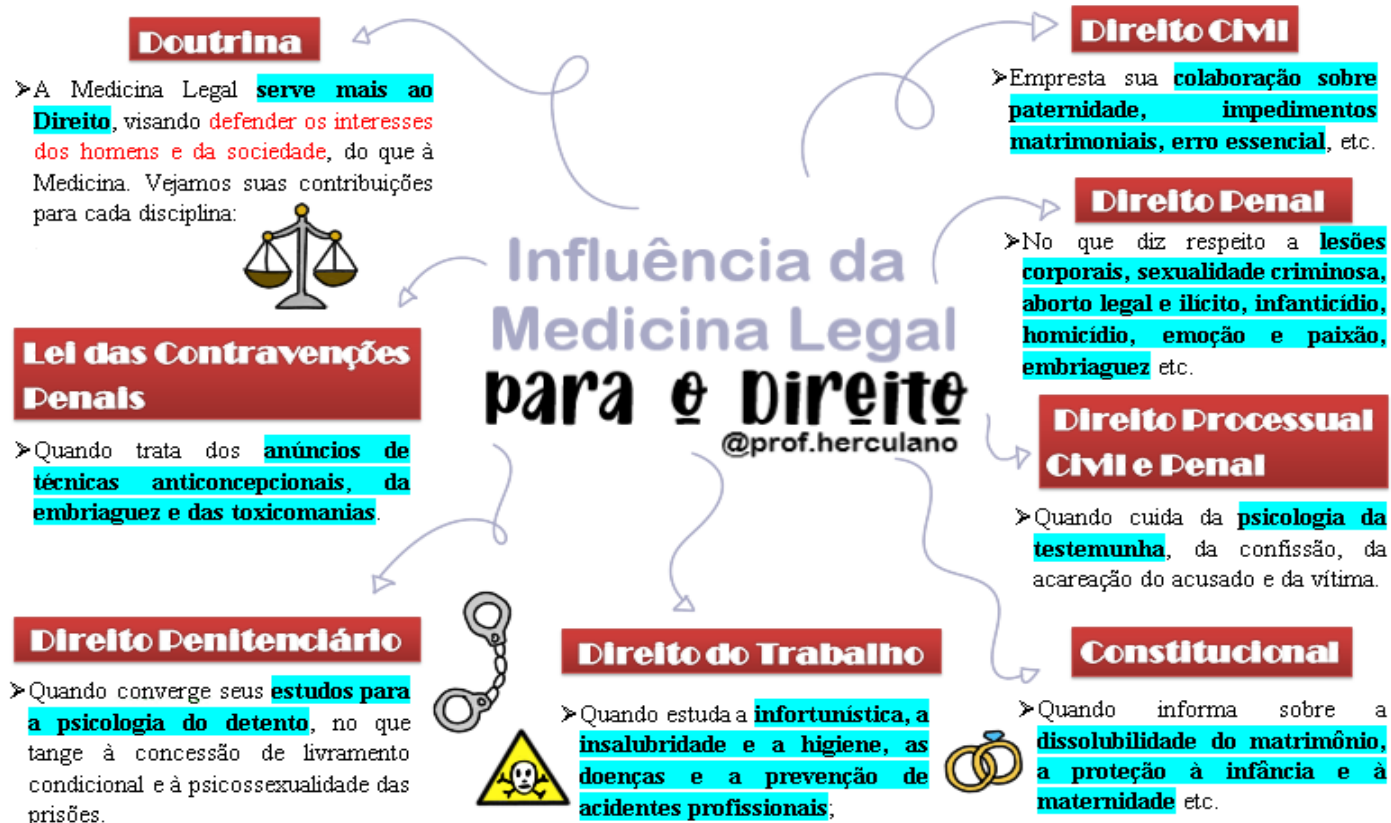 Doutrina
➢A Medicina Legal serve mais ao
Direito, visando defender os interesses
dos homens e da sociedade, do que à
Medicina. Vejamos suas contribuições
para cada disciplina:
Direito Civil
➢Empresta sua colaboração sobre
paternidade, impedimentos
matrimoniais, erro essencial, etc.
Direito Penal
➢No que diz respeito a lesões
corporais, sexualidade criminosa,
aborto legal e ilícito, infanticídio,
homicídio, emoção e paixão,
embriaguez etc.
Influência da
Medicina Legal
para o Direito
@prof.herculano
Lei das Contravenções
Penais
➢Quando trata dos anúncios de
técnicas anticoncepcionais, da
embriaguez e das toxicomanias.
Direito Processual
Civil e Penal
➢Quando cuida da psicologia da
testemunha, da confissão, da
acareação do acusado e da vítima.
Direito Penitenciário
➢Quando converge seus estudos para
a psicologia do detento, no que
tange à concessão de livramento
condicional e à psicossexualidade das
prisões.
Direito do Trabalho
➢Quando estuda a infortunística, a
insalubridade e a higiene, as
doenças e a prevenção de
acidentes profissionais;
Constitucional
➢Quando informa sobre a
dissolubilidade do matrimônio,
a proteção à infância e à
maternidade etc.